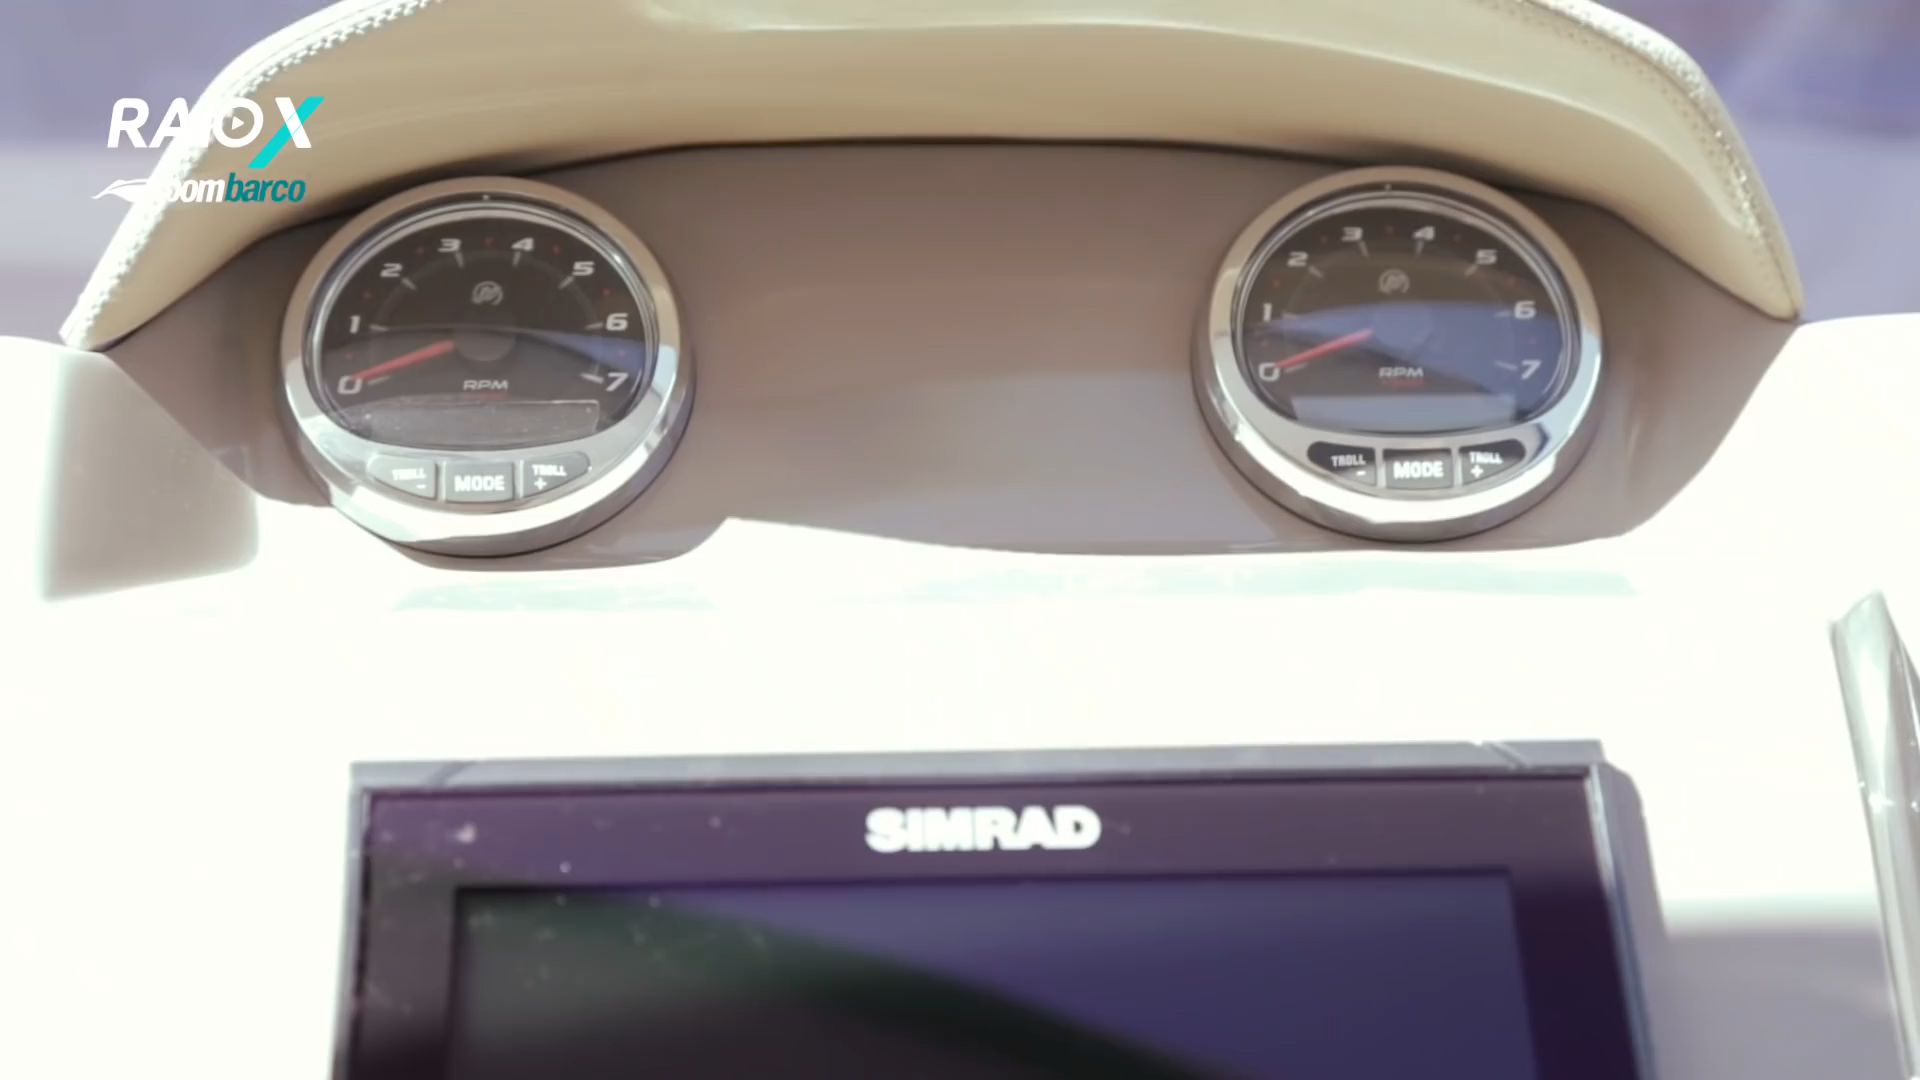 RAIO X
bombarco
0 1 2 3 4 5 6 7
RPM
TROLL - MODE TROLL +
0 1 2 3 4 5 6 7
RPM
TROLL - MODE TROLL +
SIMRAD